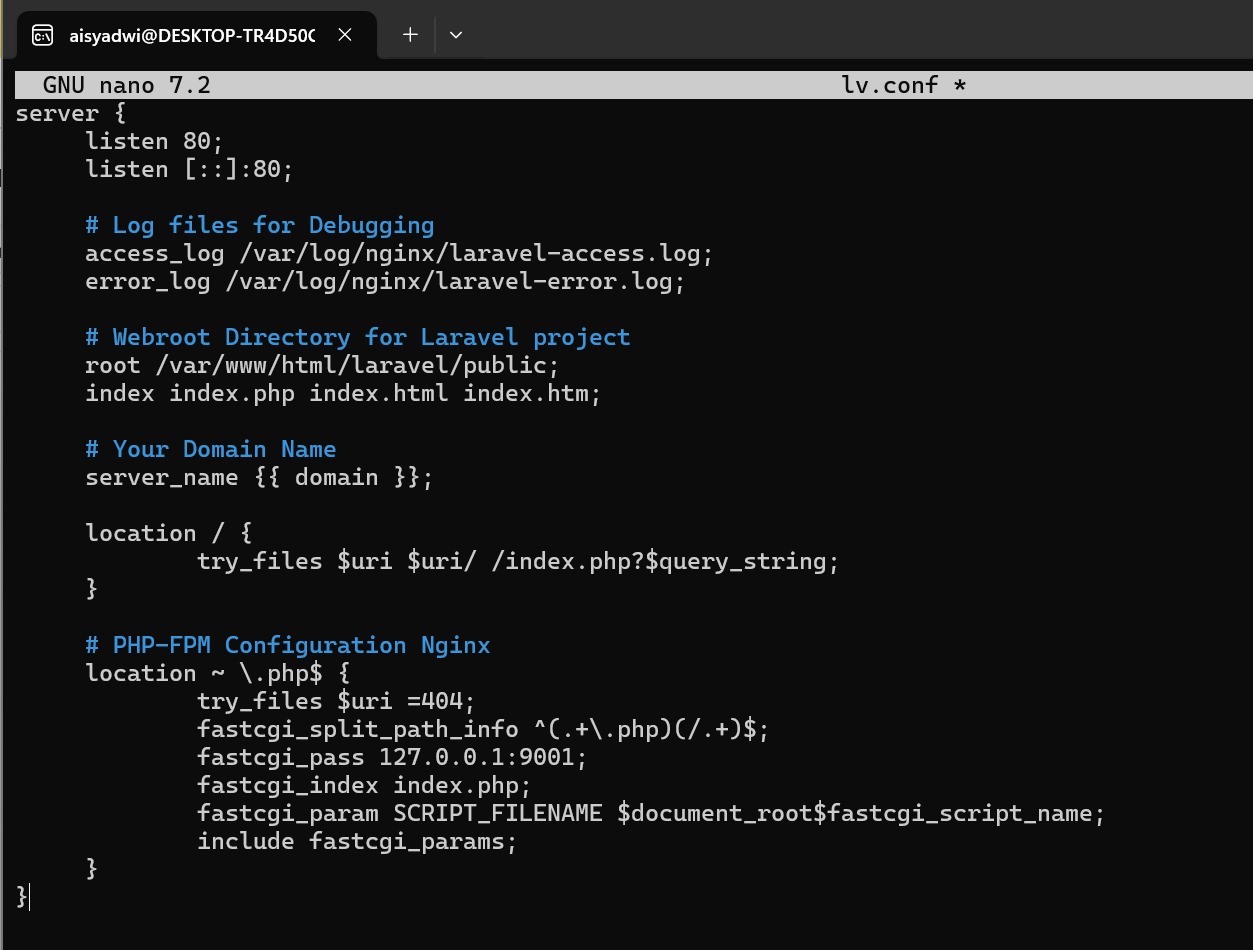 aisyadwi@DESKTOP-TR4D50
GNU nano 7.2 lv.conf *
server {
listen 80;
listen [::]:80;
# Log files for Debugging
access_log /var/log/nginx/laravel-access.log;
error_log /var/log/nginx/laravel-error.log;
# Webroot Directory for Laravel project
root /var/www/html/laravel/public;
index index.php index.html index.htm;
# Your Domain Name
server_name {{ domain }};
location / {
try_files $uri $uri/ /index.php?$query_string;
}
# PHP-FPM Configuration Nginx
location ~ \.php$ {
try_files $uri =404;
fastcgi_split_path_info ^(.+\.php)(/.+)$;
fastcgi_pass 127.0.0.1:9001;
fastcgi_index index.php;
fastcgi_param SCRIPT_FILENAME $document_root$fastcgi_script_name;
include fastcgi_params;
}
}